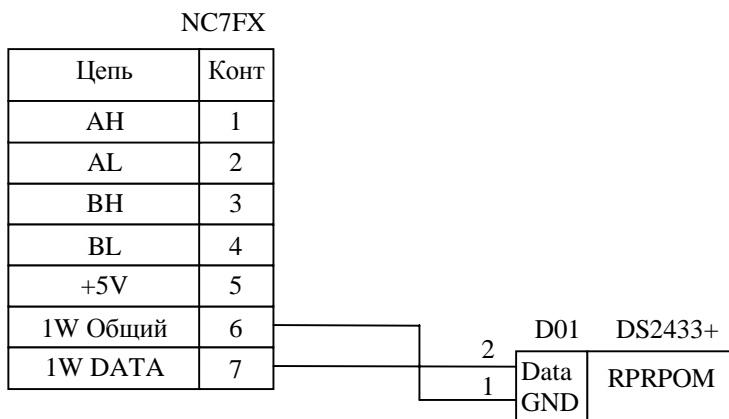 NC7FX
Цепь Конт
AH 1
AL 2
BH 3
BL 4
+5V 5
1W Общий 6
1W DATA 7
D01 DS2433+
2 Data RPRPOM
1 GND